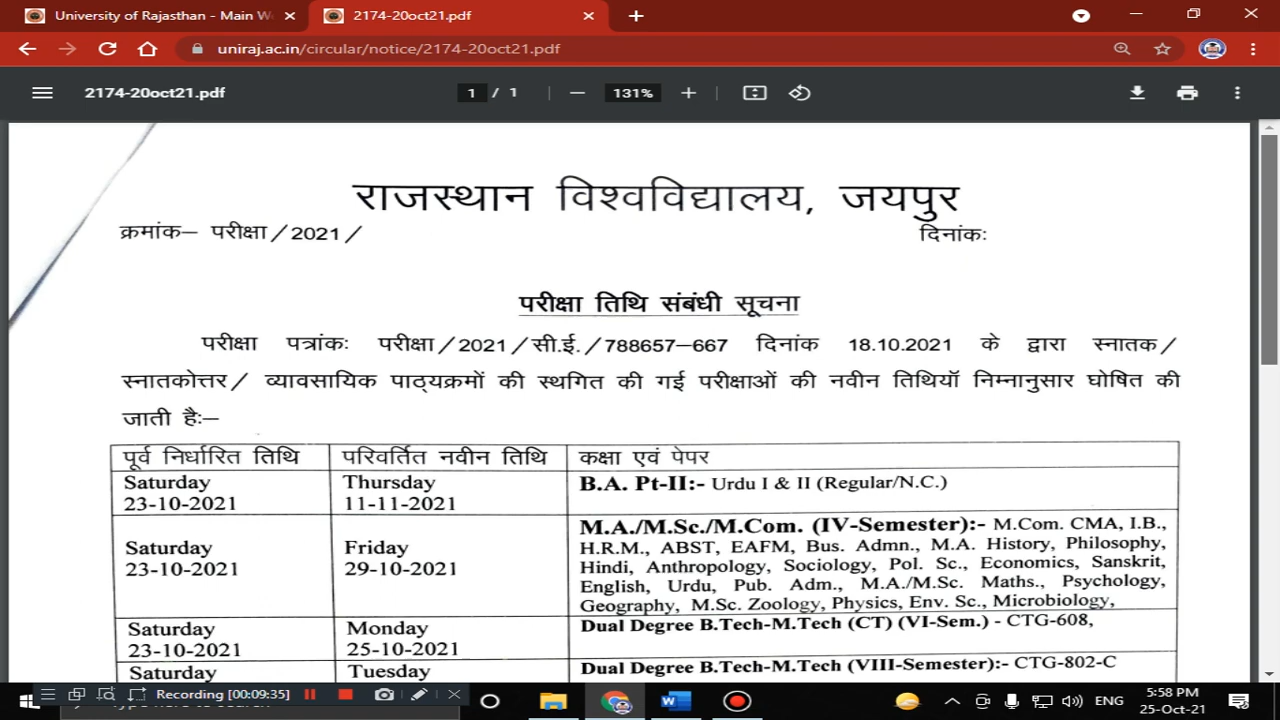 University of Rajasthan - Main W
2174-20oct21.pdf
uniraj.ac.in/circular/notice/2174-20oct21.pdf
2174-20oct21.pdf
1 / 1
131%
राजस्थान विश्वविद्यालय, जयपुर
क्रमांक– परीक्षा/2021/ दिनांकः
परीक्षा तिथि संबंधी सूचना
परीक्षा पत्रांकः परीक्षा/2021/सी.ई./788657–667 दिनांक 18.10.2021 के द्वारा स्नातक/
स्नातकोत्तर/ व्यावसायिक पाठ्यक्रमों की स्थगित की गई परीक्षाओं की नवीन तिथियॉ निम्नानुसार घोषित की
जाती हैः–
पूर्व निर्धारित तिथि परिवर्तित नवीन तिथि कक्षा एवं पेपर
Saturday
23-10-2021
Thursday
11-11-2021
B.A. Pt-II:- Urdu I & II (Regular/N.C.)
Saturday
23-10-2021
Friday
29-10-2021
M.A./M.Sc./M.Com. (IV-Semester):- M.Com. CMA, I.B.,
H.R.M., ABST, EAFM, Bus. Admn., M.A. History, Philosophy,
Hindi, Anthropology, Sociology, Pol. Sc., Economics, Sanskrit,
English, Urdu, Pub. Adm., M.A./M.Sc. Maths., Psychology,
Geography, M.Sc. Zoology, Physics, Env. Sc., Microbiology,
Saturday
23-10-2021
Monday
25-10-2021
Dual Degree B.Tech-M.Tech (CT) (VI-Sem.) - CTG-608,
Saturday
Tuesday
Dual Degree B.Tech-M.Tech (VIII-Semester):- CTG-802-C
Recording [00:09:35]
ENG
5:58 PM
25-Oct-21